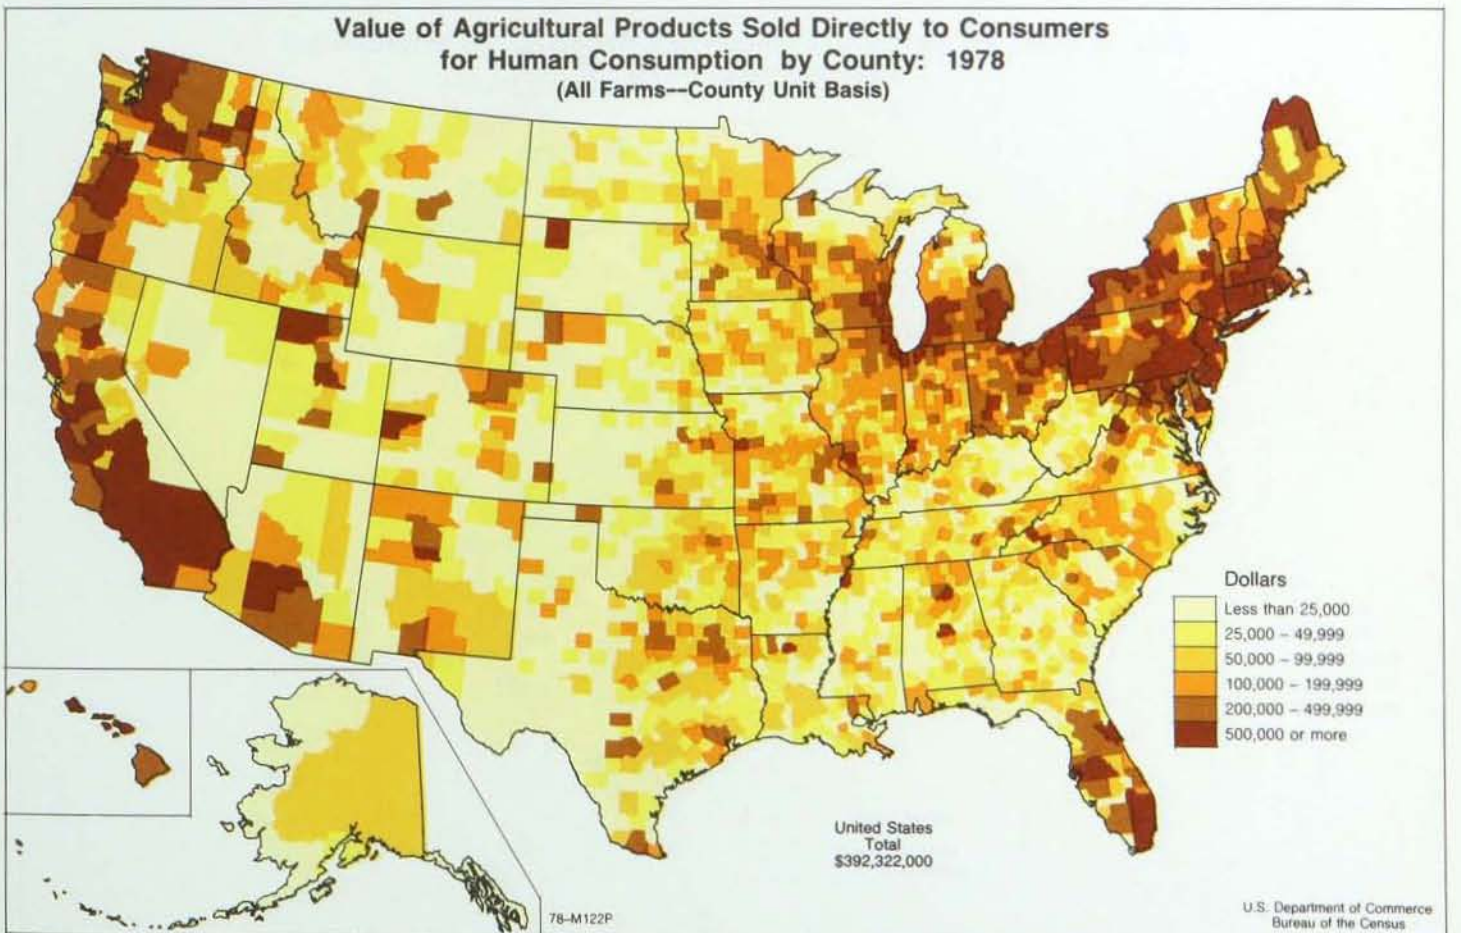 Value of Agricultural Products Sold Directly to Consumers
for Human Consumption by County: 1978
(All Farms--County Unit Basis)
Dollars
Less than 25,000
25,000 - 49,999
50,000 - 99,999
100,000 - 199,999
200,000 - 499,999
500,000 or more
United States
Total
$392,322,000
78-M122P
U.S. Department of Commerce
Bureau of the Census